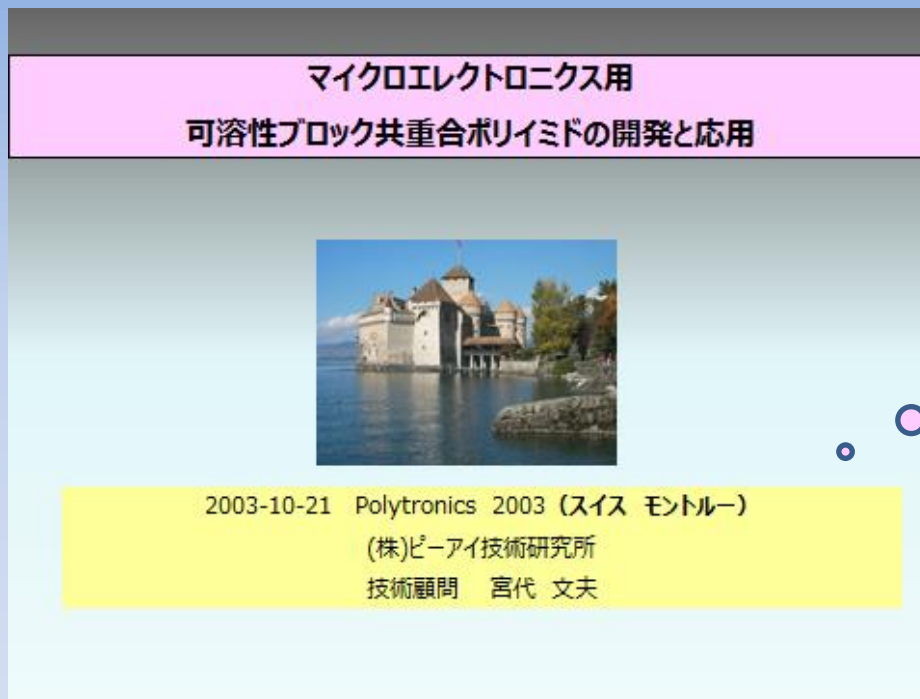 マイクロエレクトロニクス用
可溶性ブロック共重合ポリイミドの開発と応用
2003-10-21 Polytronics 2003 (スイス モントルー)
(株)ピーアイ技術研究所
技術顧問 宮代 文夫